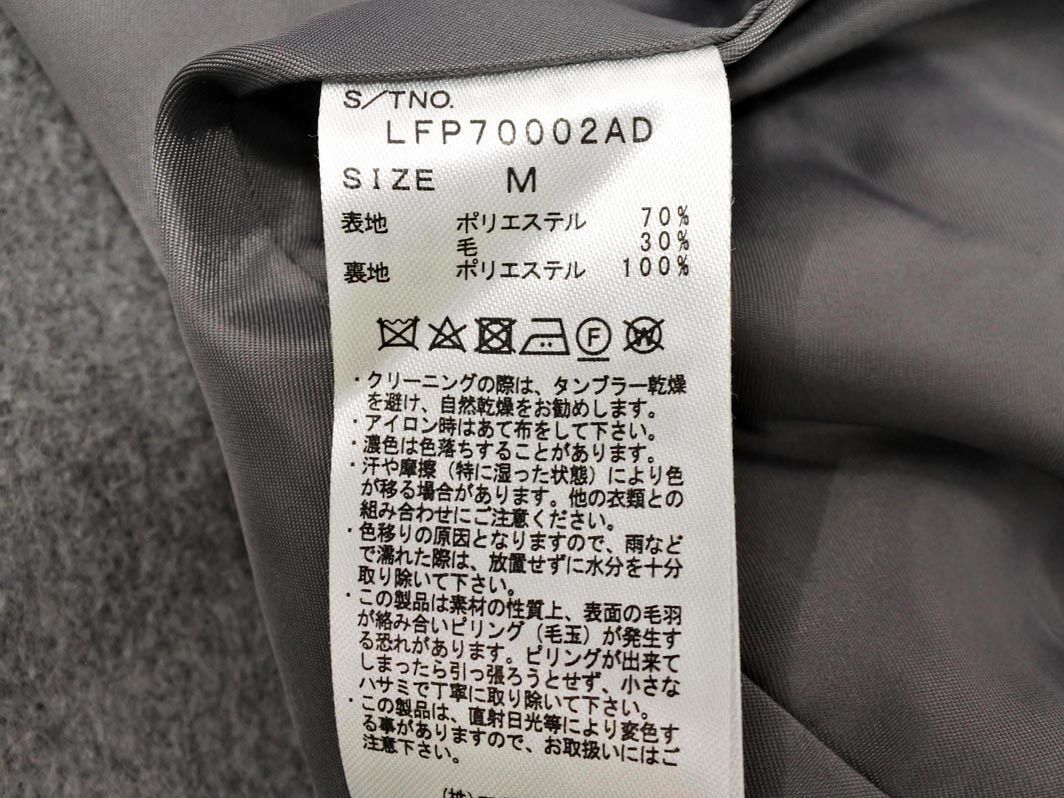 S/TNO.
LFP70002AD
SIZE M
表地 ポリエステル 70%
毛 30%
裏地 ポリエステル 100%
F W
・クリーニングの際は、タンブラー乾燥
を避け、自然乾燥をお勧めします。
・アイロン時はあて布をして下さい。
・濃色は色落ちすることがあります。
・汗や摩擦（特に湿った状態）により色
が移る場合があります。他の衣類との
組み合わせにご注意ください。
・色移りの原因となりますので、雨など
で濡れた際は、放置せずに水分を十分
取り除いて下さい。
・この製品は素材の性質上、表面の毛羽
が絡み合いピリング（毛玉）が発生す
る恐れがあります。ピリングが出来て
しまったら引っ張ろうとせず、小さな
ハサミで丁寧に取り除いて下さい。
・この製品は、直射日光等により変色す
る事がありますので、お取扱いにはご
注意下さい。